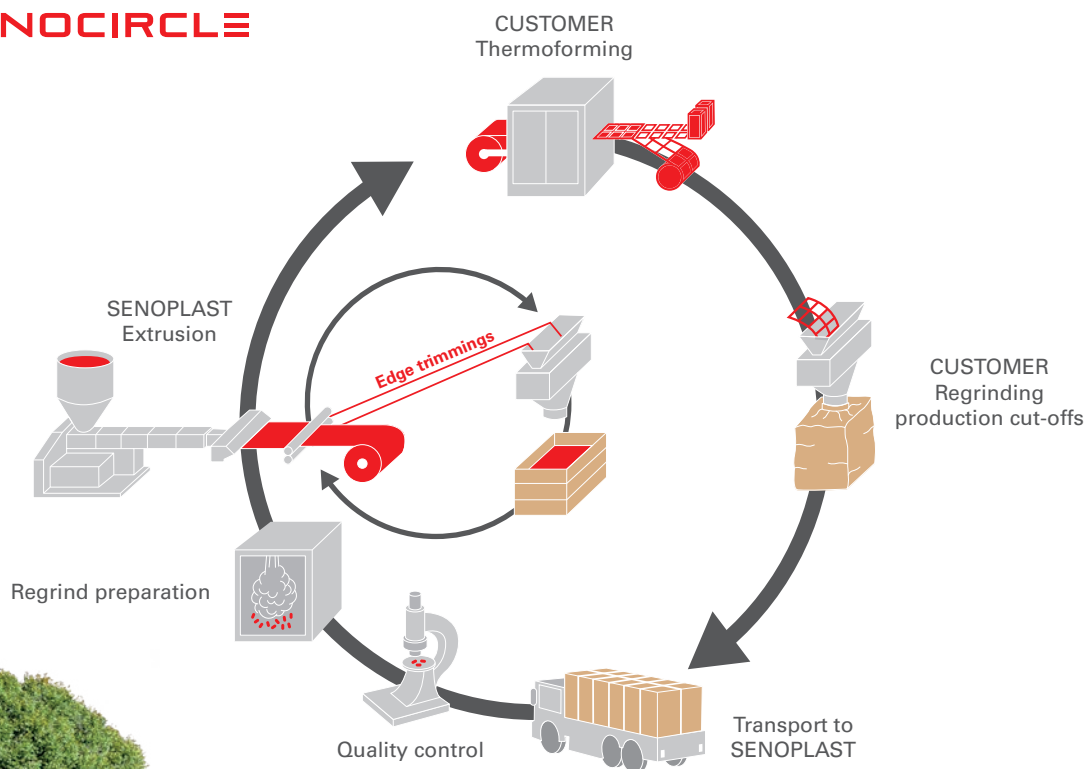 NOCIRCLE
CUSTOMER
Thermoforming
SENOPLAST
Extrusion
Edge trimmings
CUSTOMER
Regrinding
production cut-offs
Regrind preparation
Quality control
Transport to
SENOPLAST